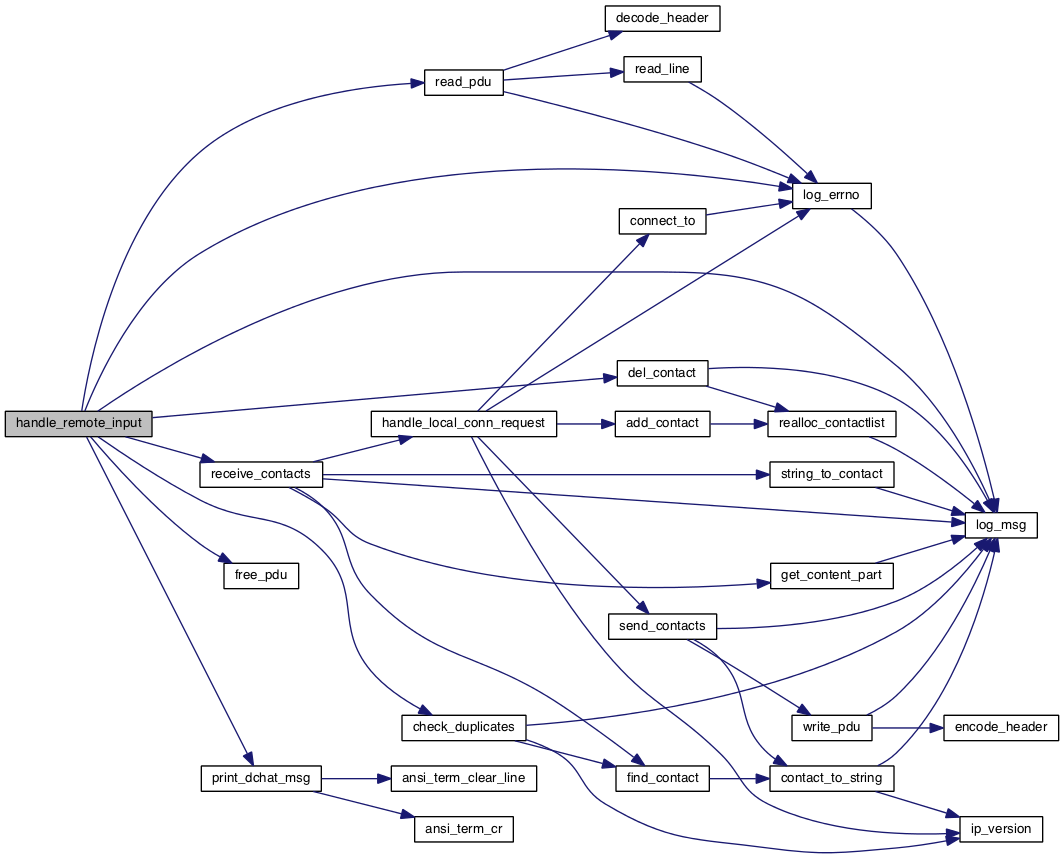 decode_header
read_line
read_pdu
log_errno
connect_to
del_contact
handle_remote_input
handle_local_conn_request
add_contact
realloc_contactlist
receive_contacts
string_to_contact
log_msg
free_pdu
get_content_part
send_contacts
check_duplicates
write_pdu
encode_header
print_dchat_msg
ansi_term_clear_line
find_contact
contact_to_string
ansi_term_cr
ip_version